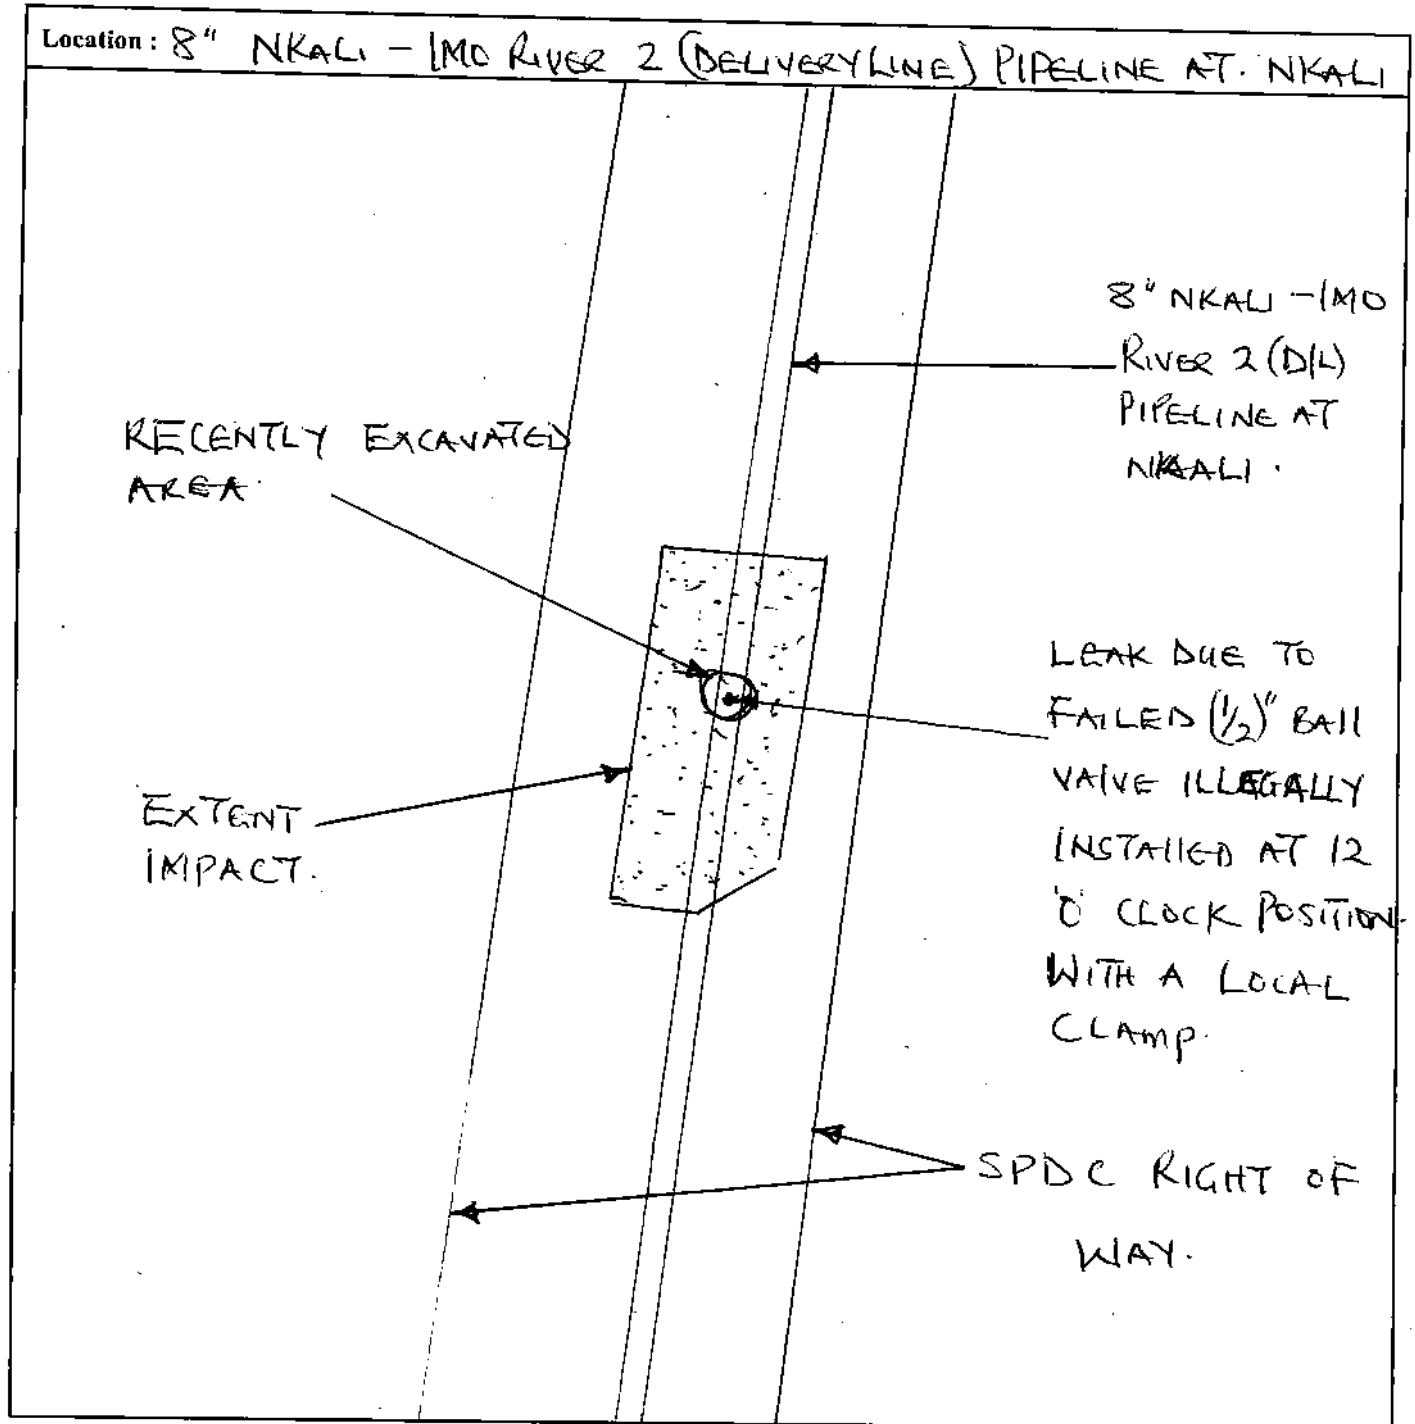 Location : 8" NKALI - IMO RIVER 2 (DELIVERY LINE) PIPELINE AT. NKALI
8" NKALI - IMO
RIVER 2 (D/L)
PIPELINE AT
NKALI.
RECENTLY EXCAVATED
AREA.
LEAK DUE TO
FAILED (1/2)" BAll
VAlVE ILLEGALLY
INSTAllED AT 12
'O' CLOCK POSITION.
WITH A LOCAL
CLAmp.
EXTENT
IMPACT.
SPDC RIGHT OF
WAY.